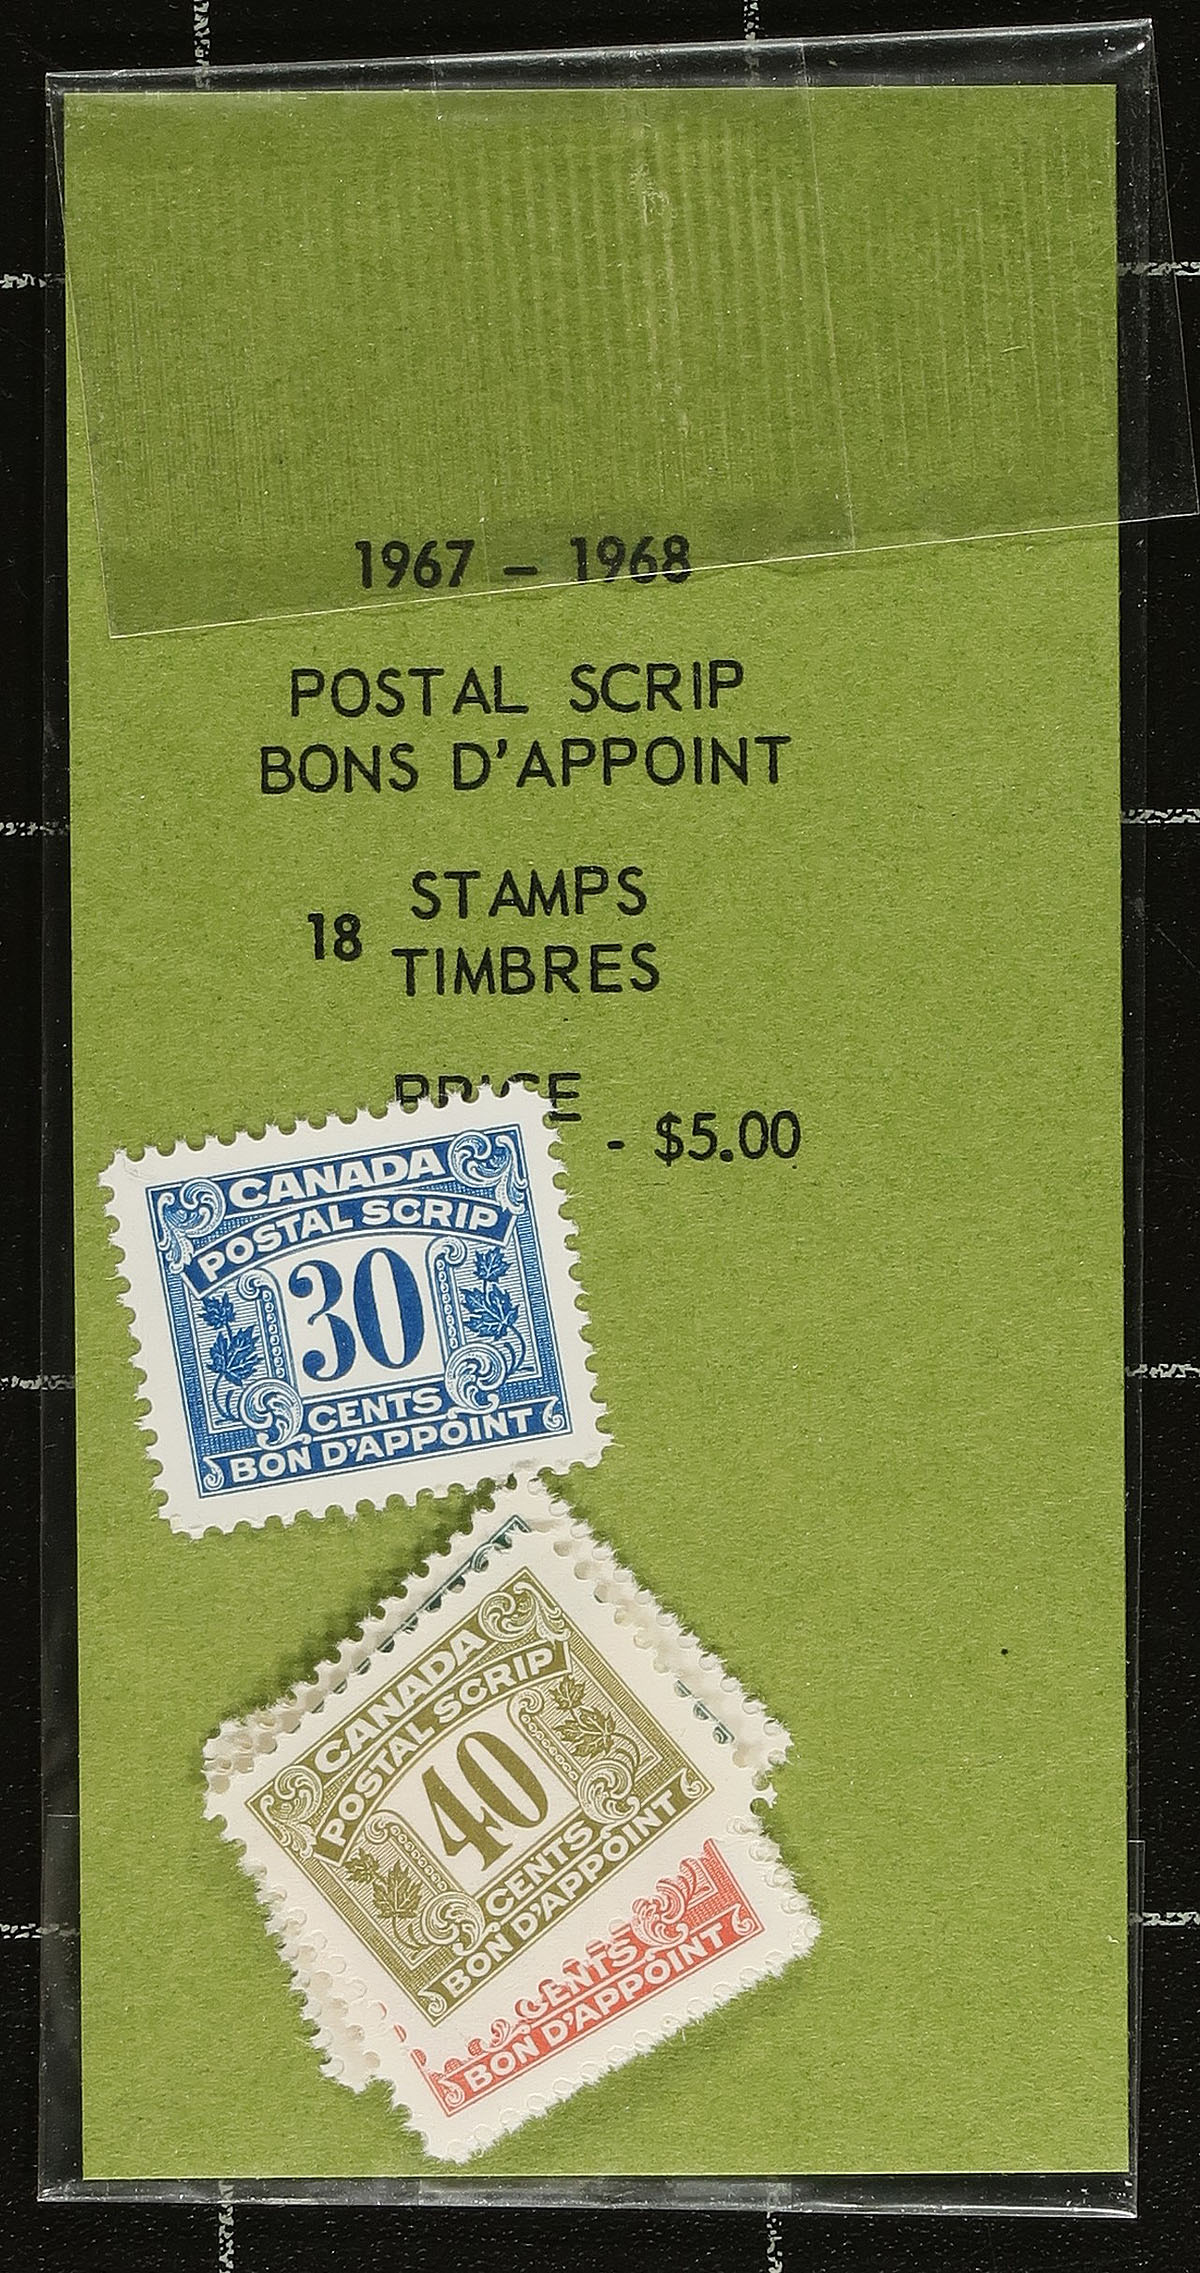 1967 – 1968
POSTAL SCRIP
BONS D'APPOINT
18
STAMPS
TIMBRES
PRICE
- $5.00
CANADA
POSTAL SCRIP
30
CENTS
BON D'APPOINT
CANADA
POSTAL SCRIP
40
CENTS
BON D'APPOINT
CENTS
BON D'APPOINT